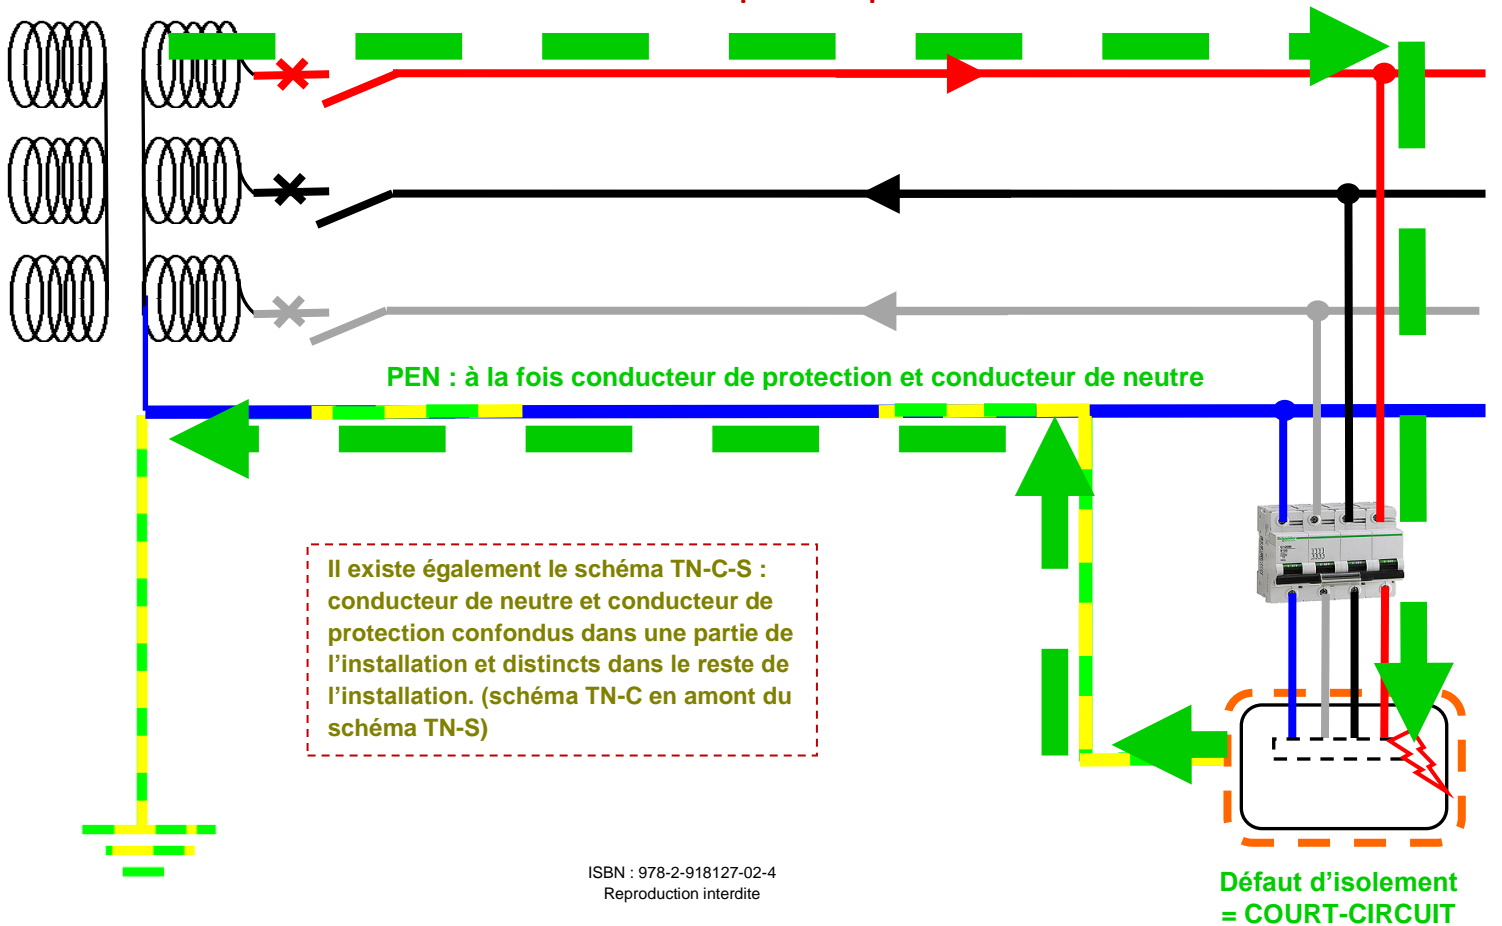 PEN : à la fois conducteur de protection et conducteur de neutre
Il existe également le schéma TN-C-S :
conducteur de neutre et conducteur de
protection confondus dans une partie de
l’installation et distincts dans le reste de
l’installation. (schéma TN-C en amont du
schéma TN-S)
ISBN : 978-2-918127-02-4
Reproduction interdite
Défaut d'isolement
= COURT-CIRCUIT